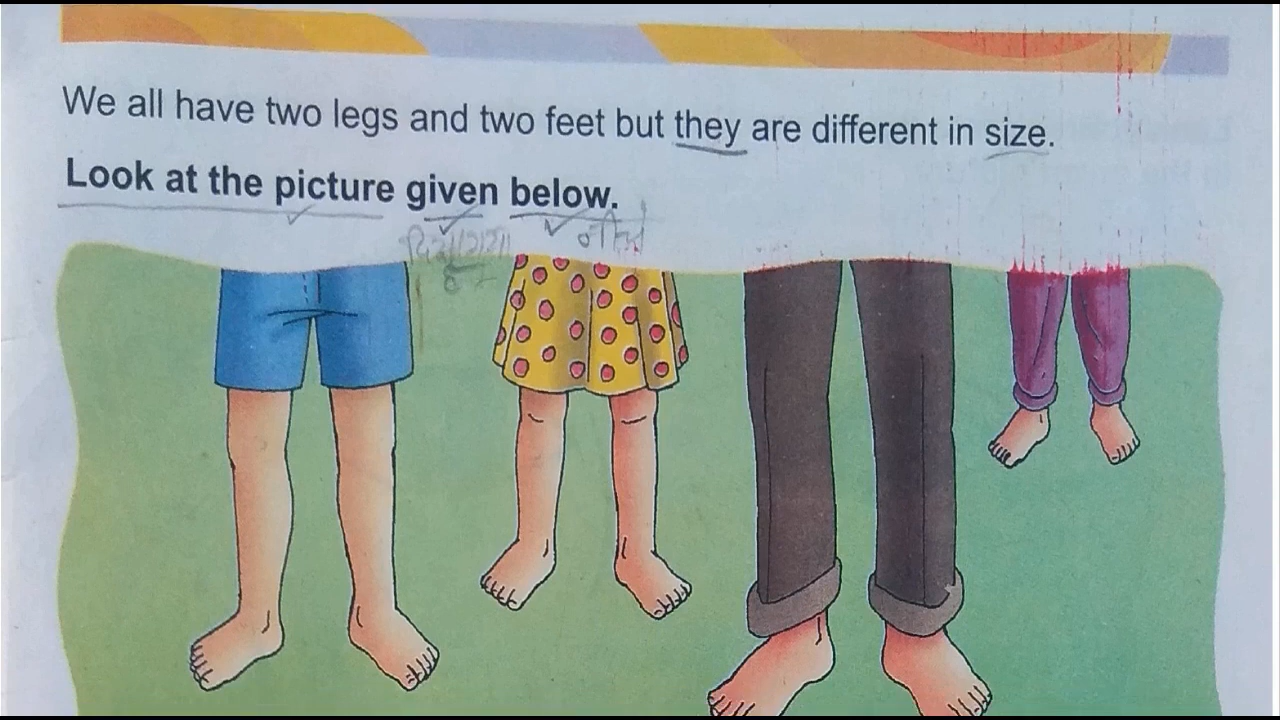 We all have two legs and two feet but they are different in size.
Look at the picture given below.